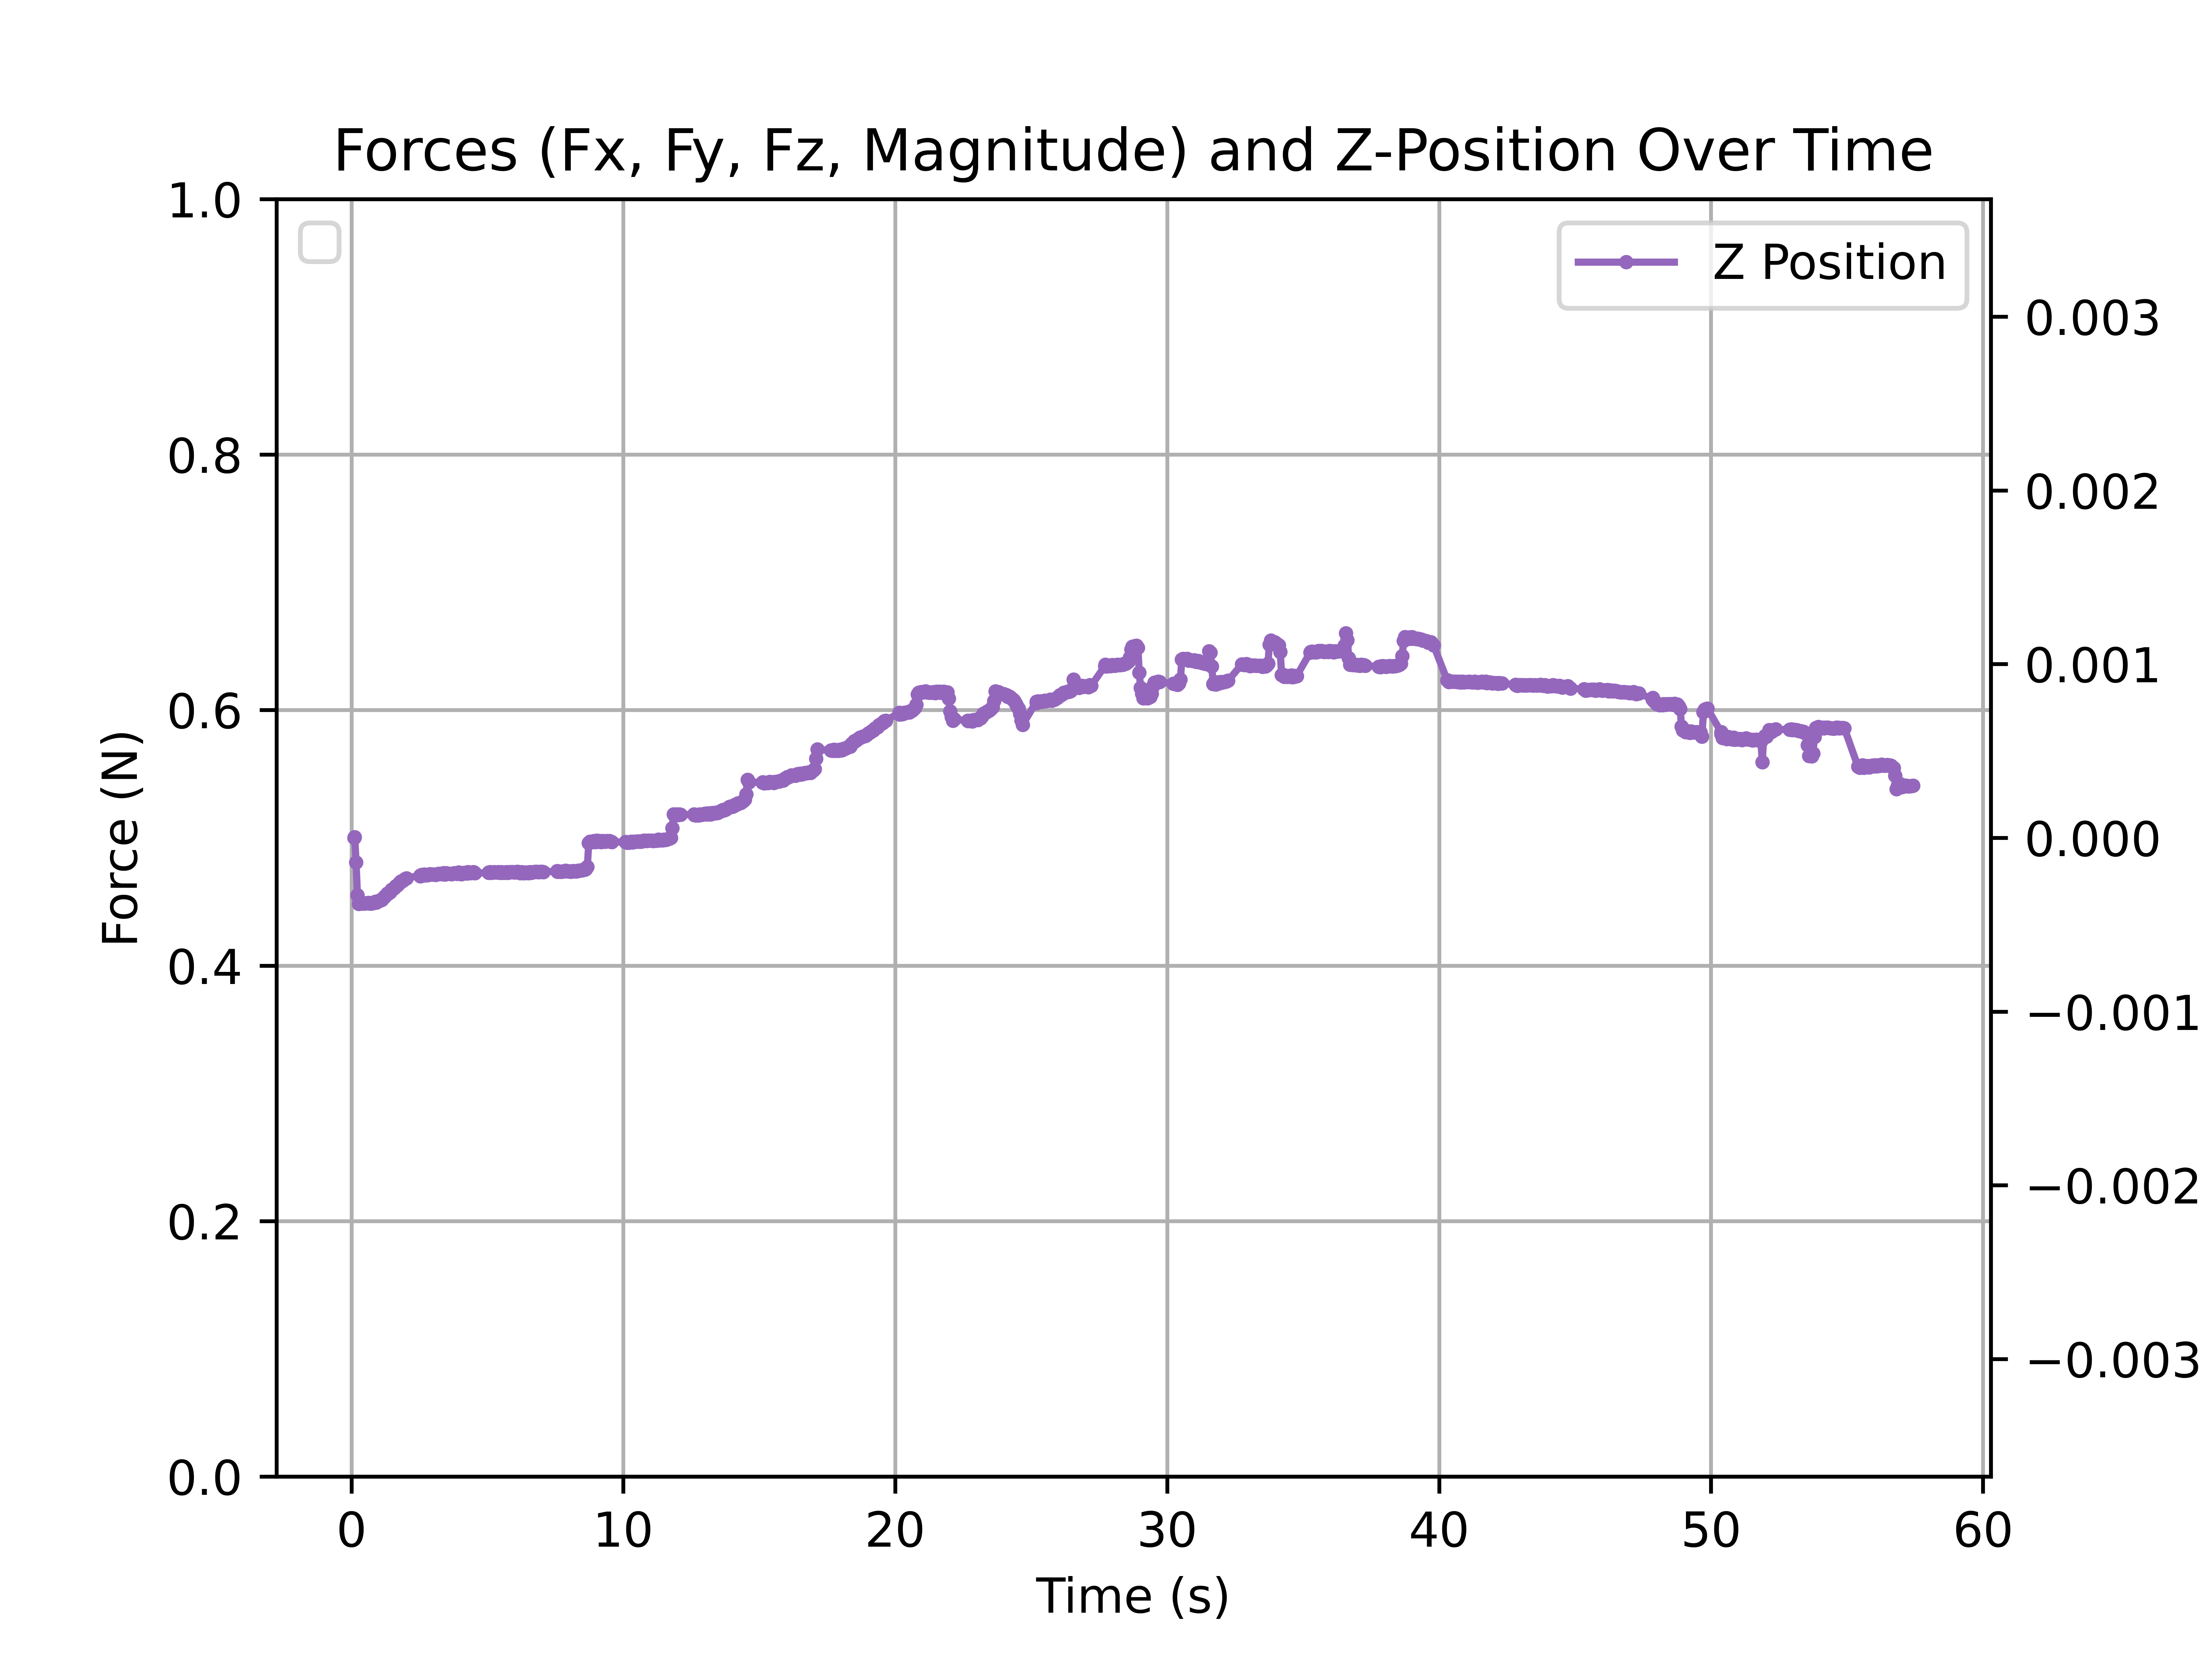 Forces (Fx, Fy, Fz, Magnitude) and Z-Position Over Time
Z Position
Force (N)
1.0
0.8
0.6
0.4
0.2
0.0
0.003
0.002
0.001
0.000
−0.001
−0.002
−0.003
0 10 20 30 40 50 60
Time (s)